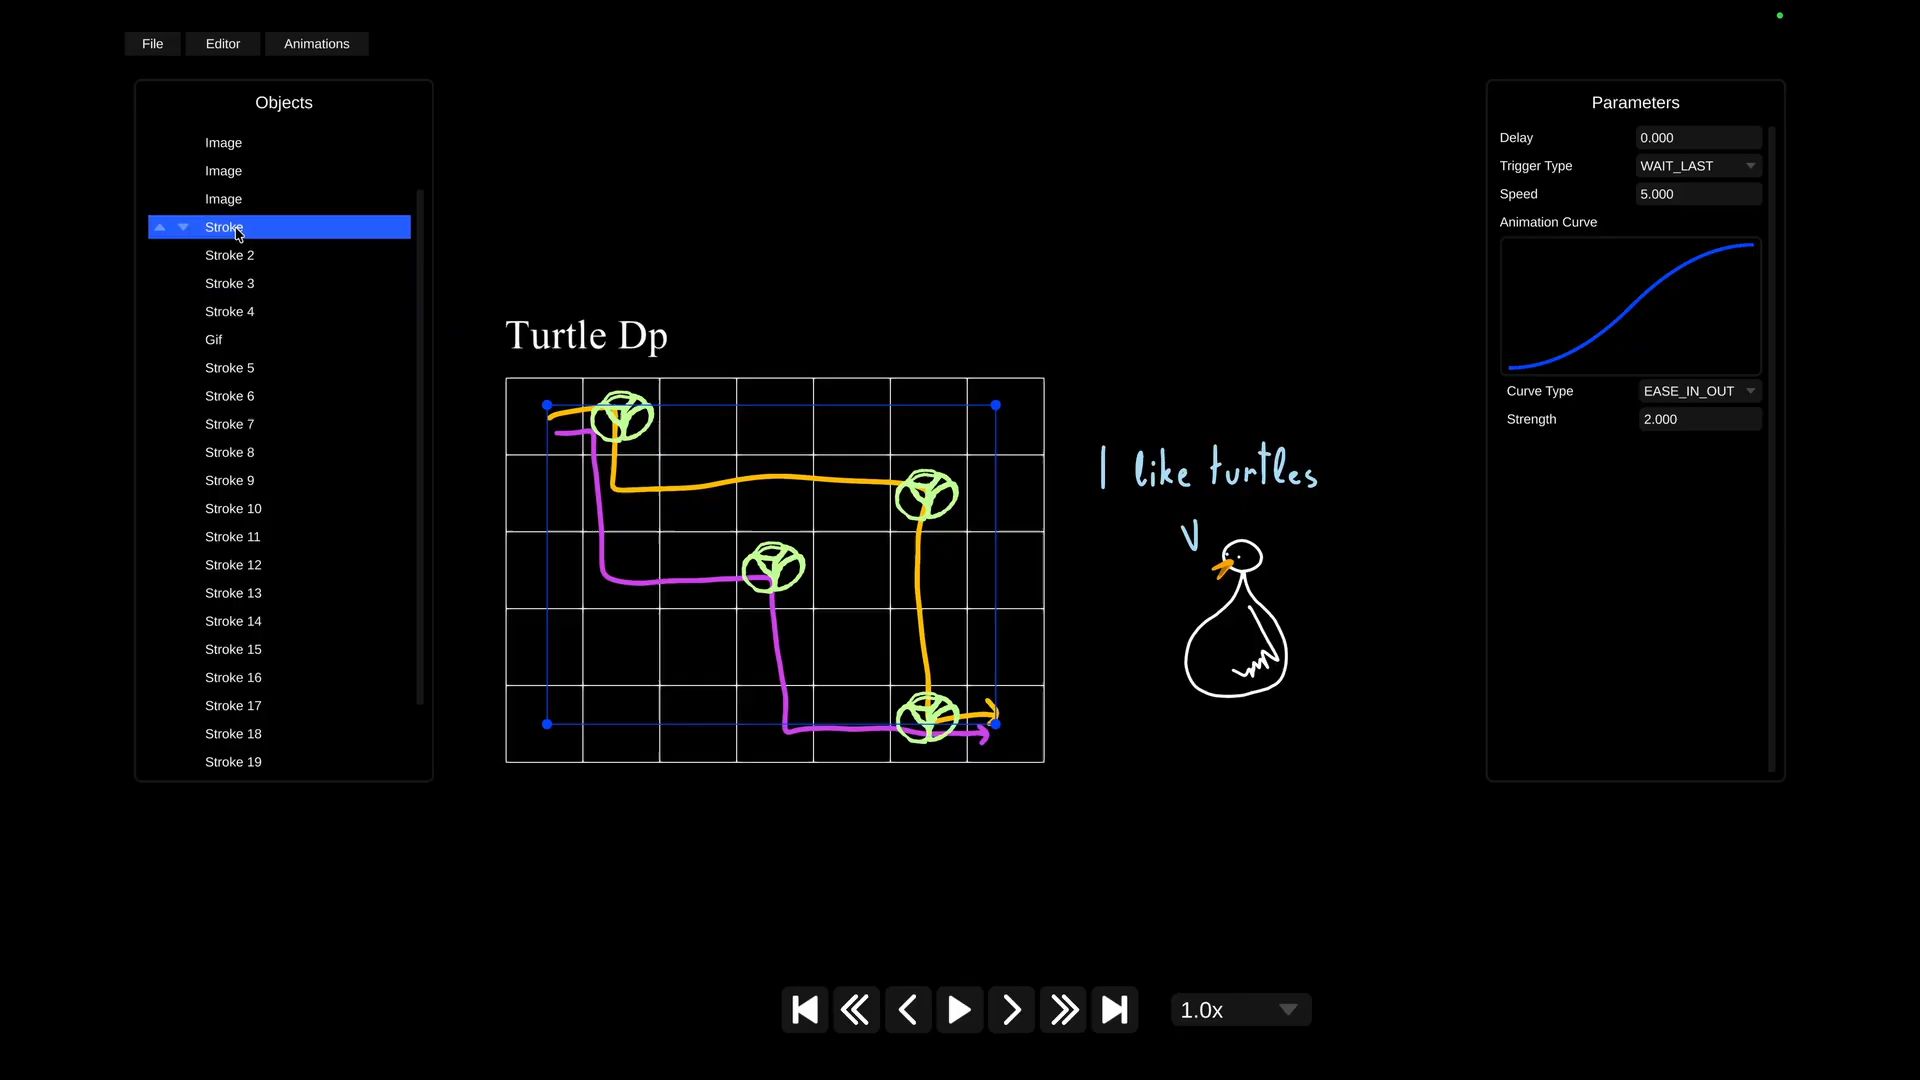 File
Editor
Animations
Objects
Image
Image
Image
Stroke
Stroke 2
Stroke 3
Stroke 4
Gif
Stroke 5
Stroke 6
Stroke 7
Stroke 8
Stroke 9
Stroke 10
Stroke 11
Stroke 12
Stroke 13
Stroke 14
Stroke 15
Stroke 16
Stroke 17
Stroke 18
Stroke 19
Turtle Dp
I like turtles
Parameters
Delay 0.000
Trigger Type WAIT_LAST
Speed 5.000
Animation Curve
Curve Type EASE_IN_OUT
Strength 2.000
1.0x